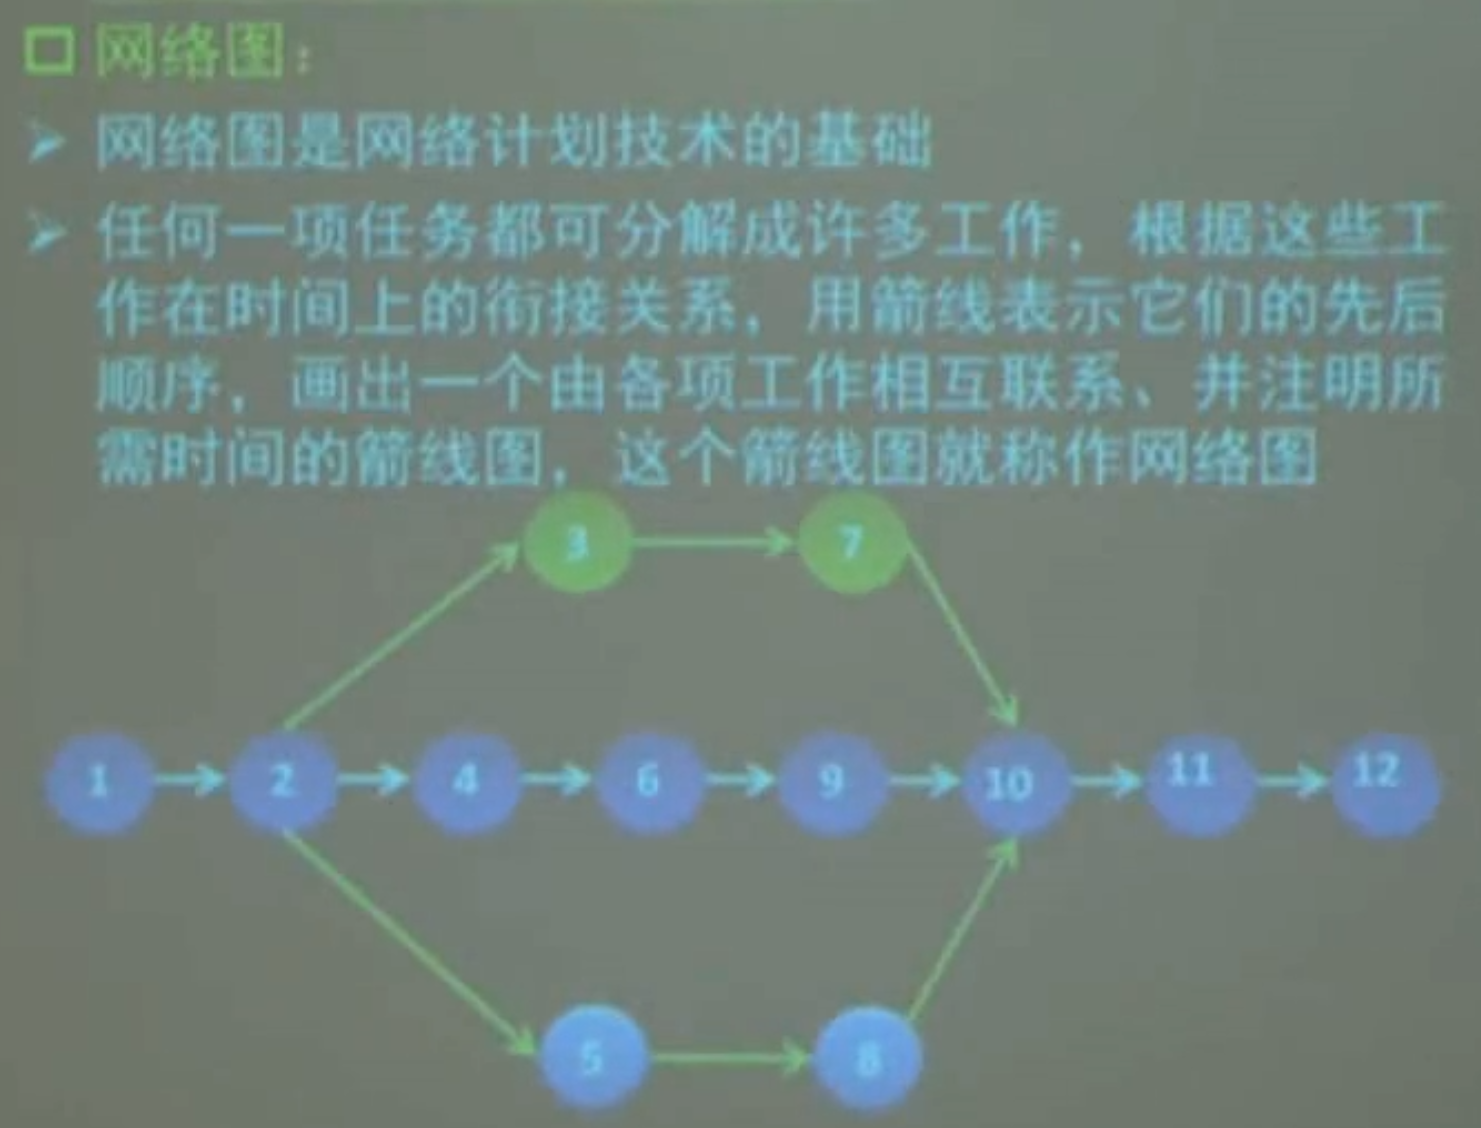 网络图：
网络图是网络计划技术的基础
任何一项任务都可分解成许多工作，根据这些工
作在时间上的衔接关系，用箭线表示它们的先后
顺序，画出一个由各项工作相互联系、并注明所
需时间的箭线图，这个箭线图就称作网络图
3 7
1 2 4 6 9 10 11 12
5 8